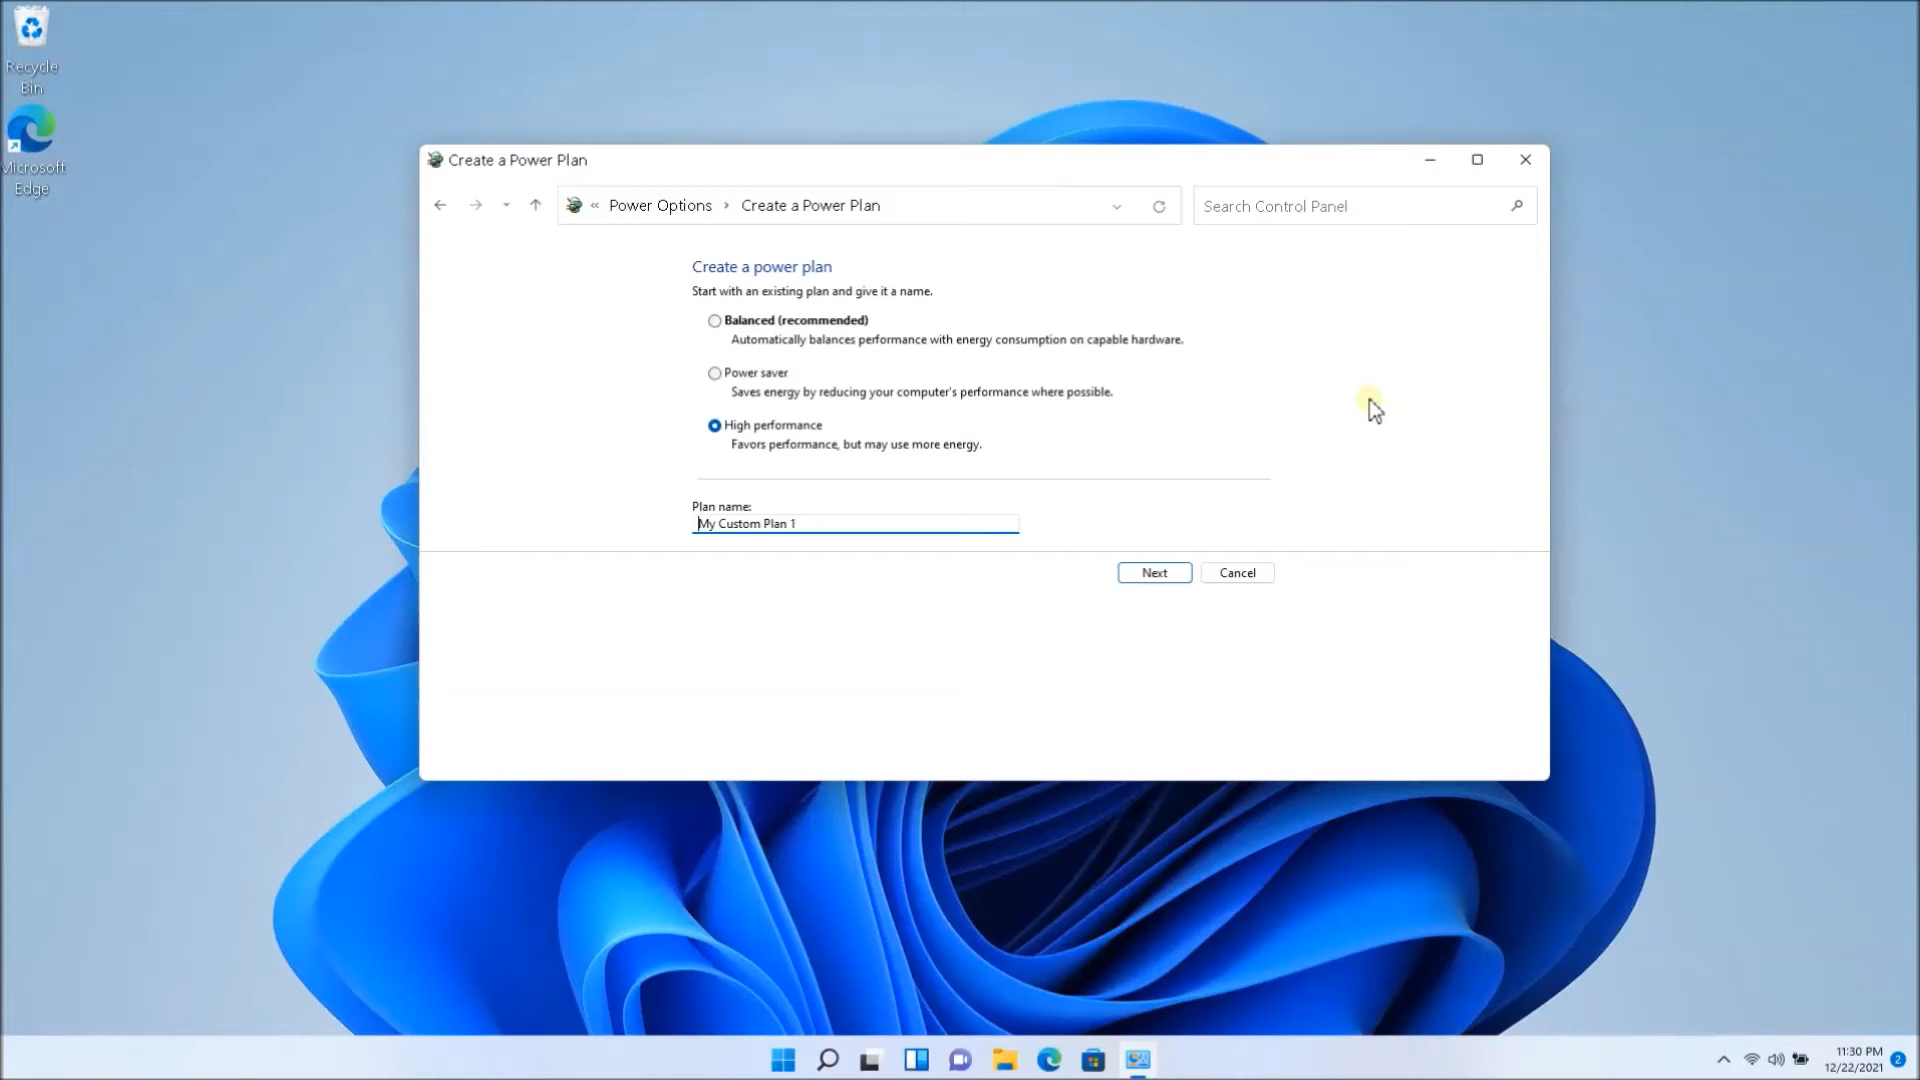 Recycle
Bin
Microsoft
Edge
Create a Power Plan
« Power Options › Create a Power Plan
Search Control Panel
Create a power plan
Start with an existing plan and give it a name.
Balanced (recommended)
Automatically balances performance with energy consumption on capable hardware.
Power saver
Saves energy by reducing your computer's performance where possible.
High performance
Favors performance, but may use more energy.
Plan name:
My Custom Plan 1
Next
Cancel
11:30 PM
12/22/2021
2